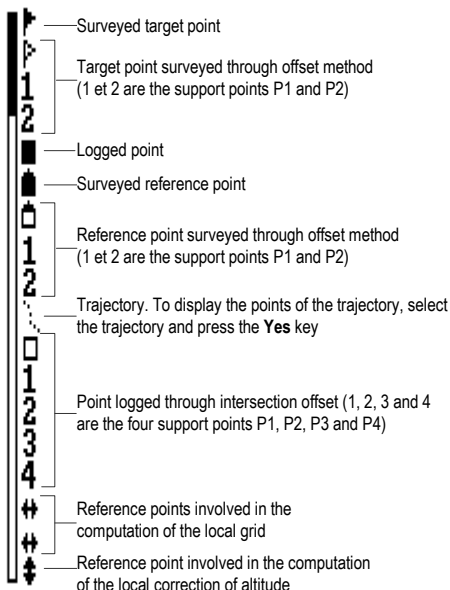 Surveyed target point
1
2
Target point surveyed through offset method
(1 et 2 are the support points P1 and P2)
Logged point
Surveyed reference point
1
2
Reference point surveyed through offset method
(1 et 2 are the support points P1 and P2)
Trajectory. To display the points of the trajectory, select
the trajectory and press the Yes key
1
2
3
4
Point logged through intersection offset (1, 2, 3 and 4
are the four support points P1, P2, P3 and P4)
Reference points involved in the
computation of the local grid
Reference point involved in the computation
of the local correction of altitude